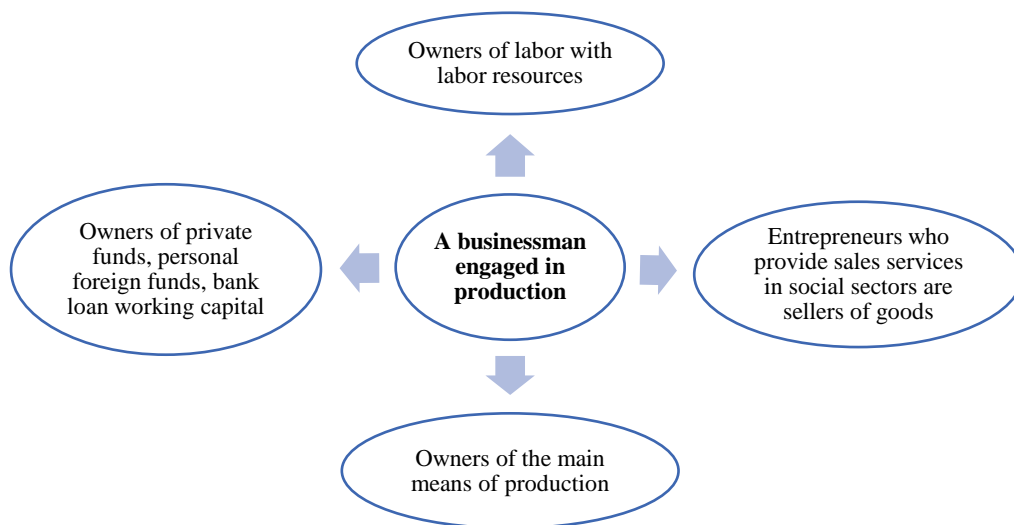 Owners of labor with
labor resources
Owners of private
funds, personal
foreign funds, bank
loan working capital
A businessman
engaged in
production
Entrepreneurs who
provide sales services
in social sectors are
sellers of goods
Owners of the main
means of production